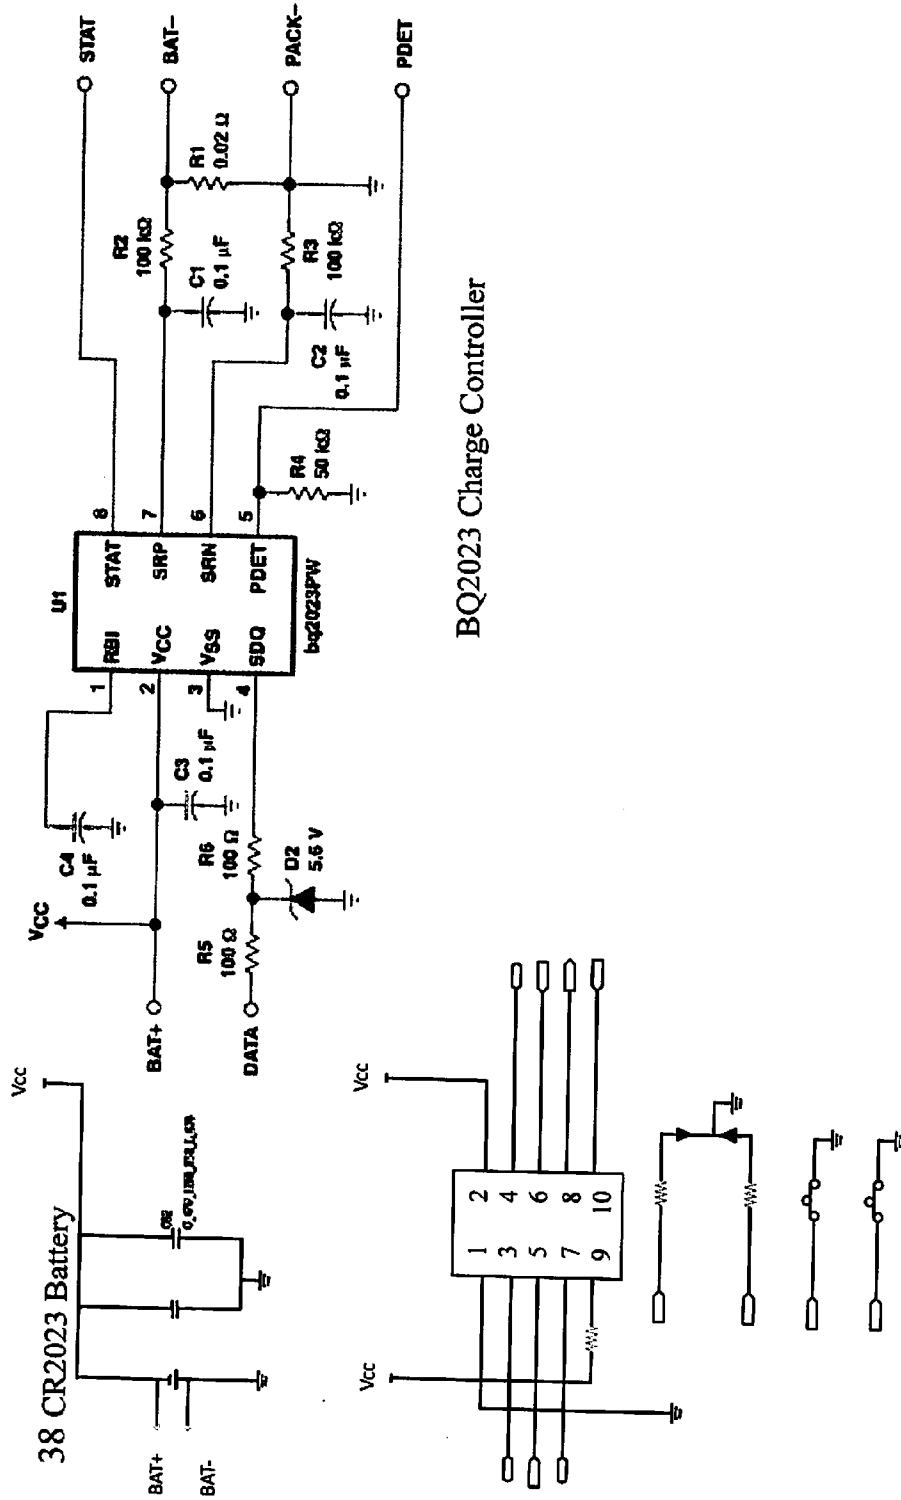 38 CR2023 Battery
Vcc
BAT+
BAT-
C4
0.1 µF
VCC
BAT+
C3
0.1 µF
R5
100 Ω
R6
100 Ω
DATA
D2
5.6 V
U1
1
RBI
2
VCC
3
VSS
4
SDQ
STAT
8
SRP
7
SRN
6
PDET
5
bq2023PW
R4
50 kΩ
R2
100 kΩ
C1
0.1 µF
R1
0.02 Ω
R3
100 kΩ
C2
0.1 µF
STAT
BAT–
PACK–
PDET
BQ2023 Charge Controller
Vcc
Vcc
1 2
3 4
5 6
7 8
9 10